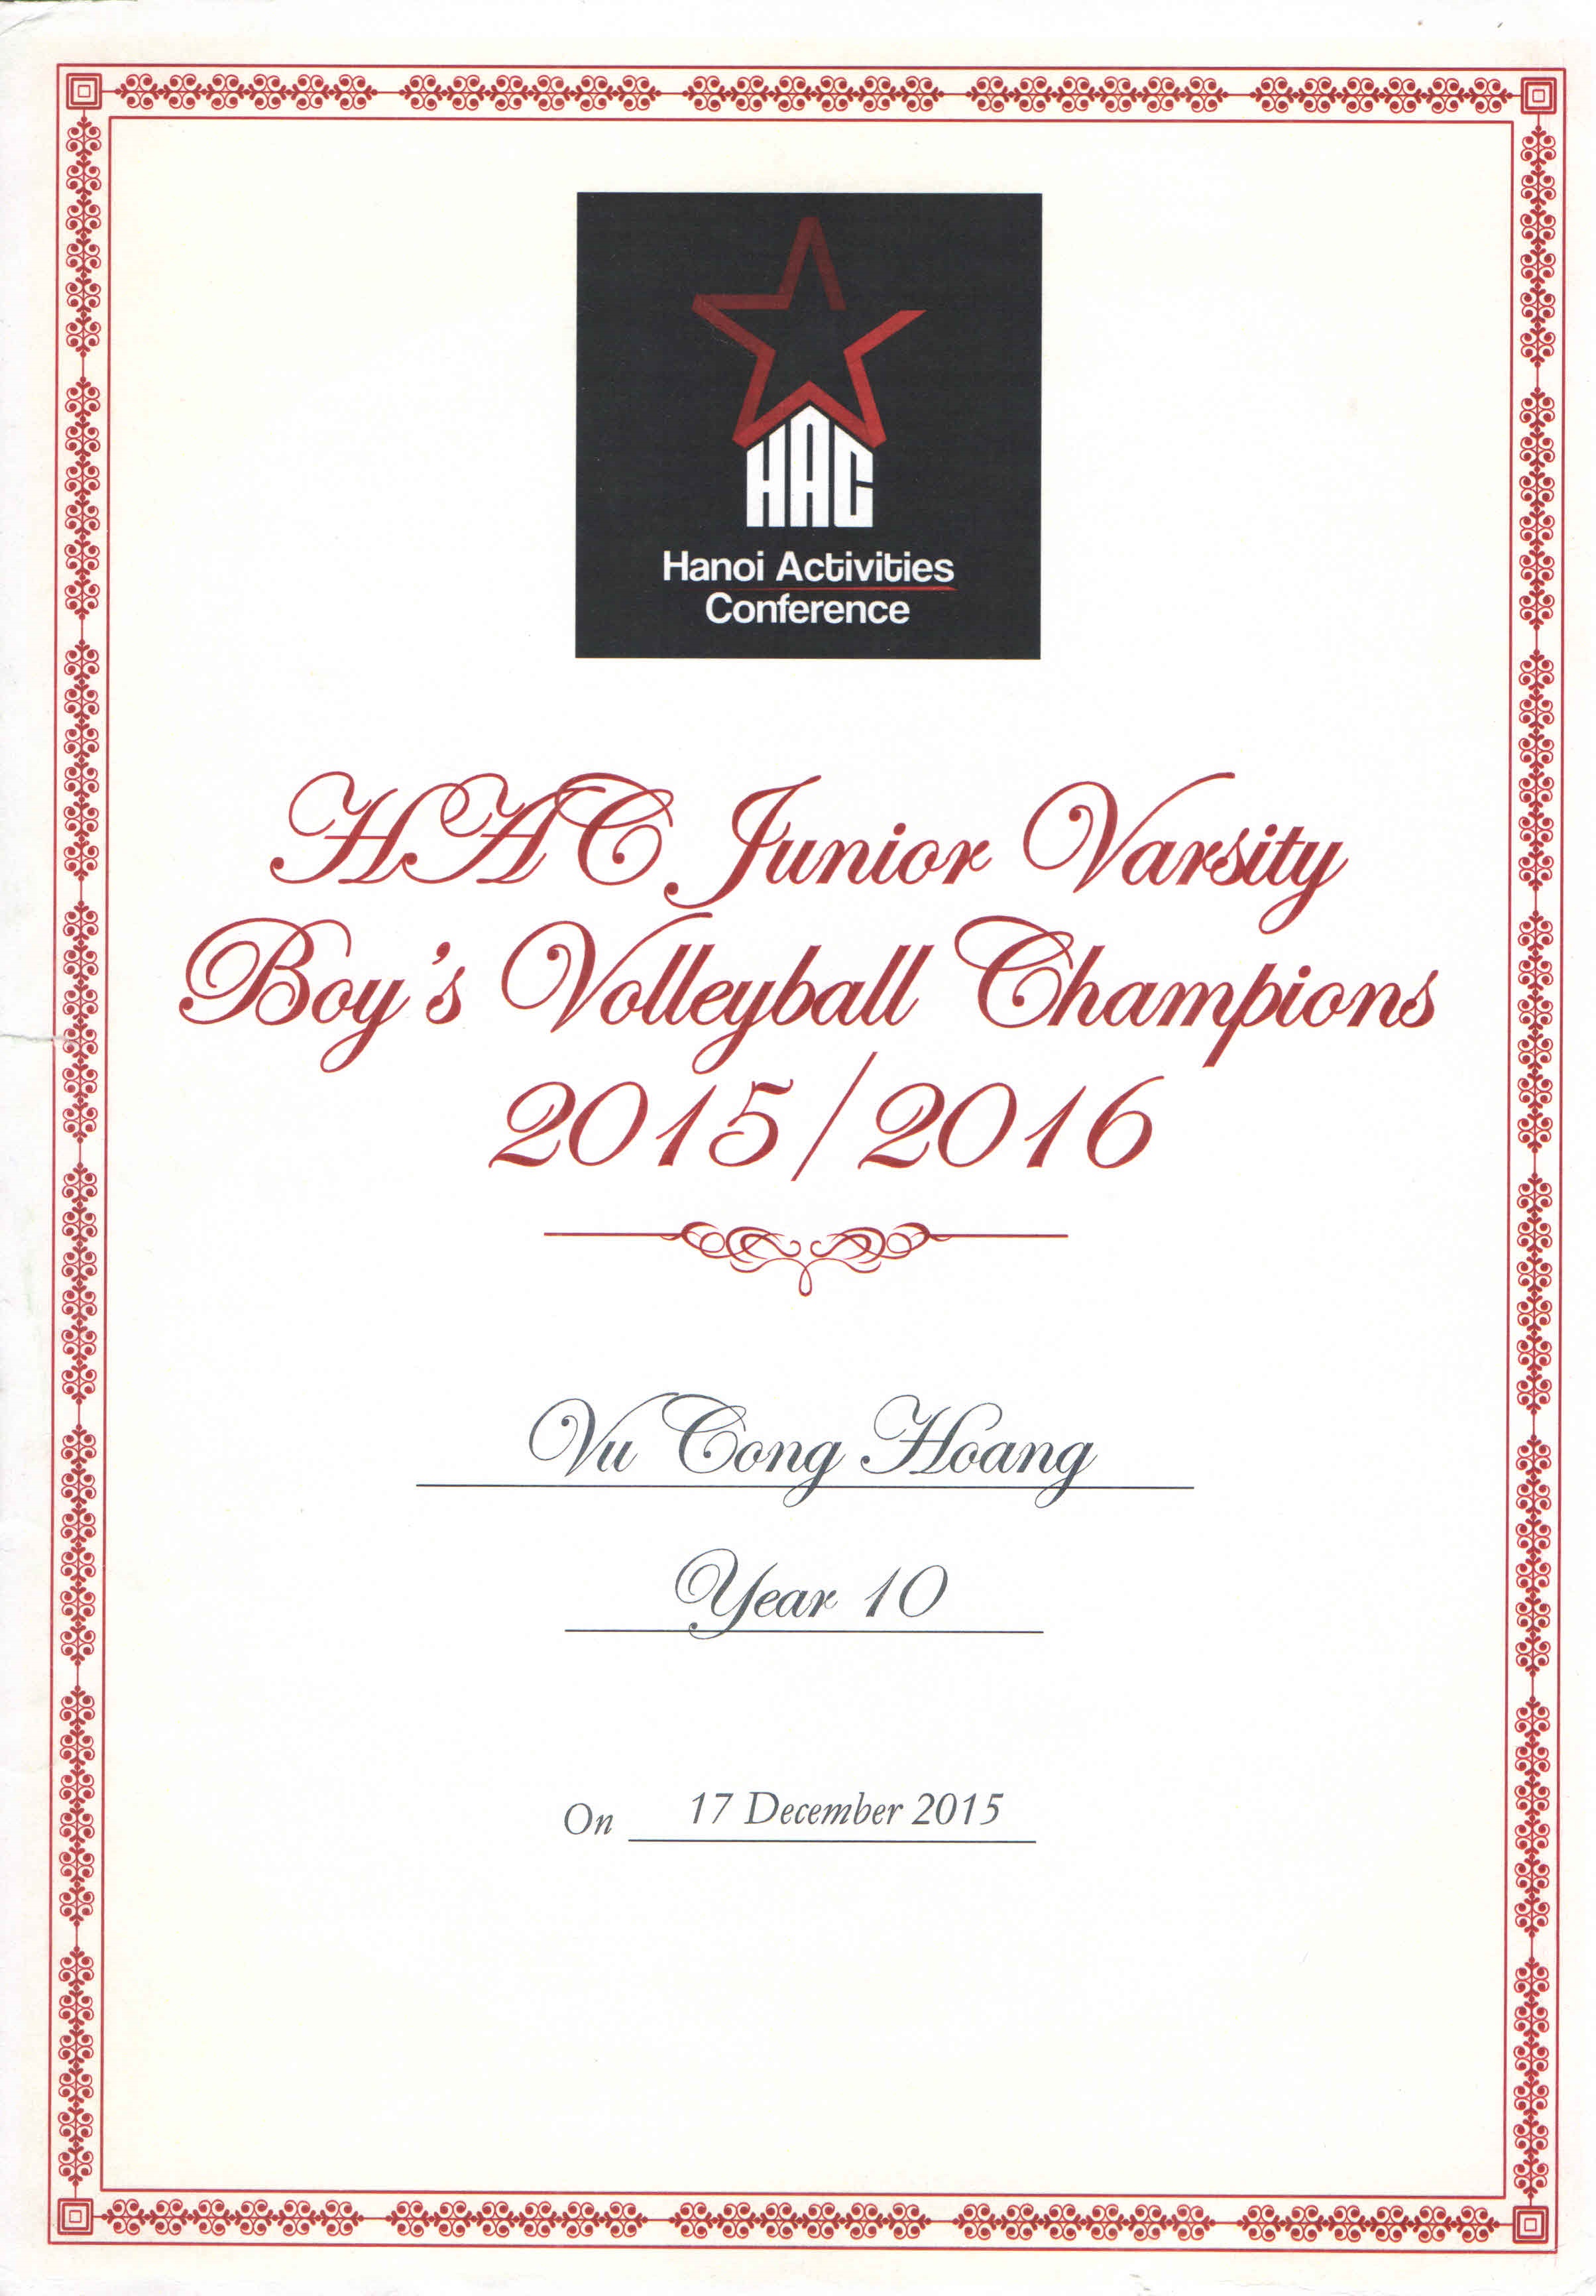 HAC
Hanoi Activities
Conference
HAC Junior Varsity
Boy's Volleyball Champions
2015/2016
Vu Cong Hoang
Year 10
On 17 December 2015